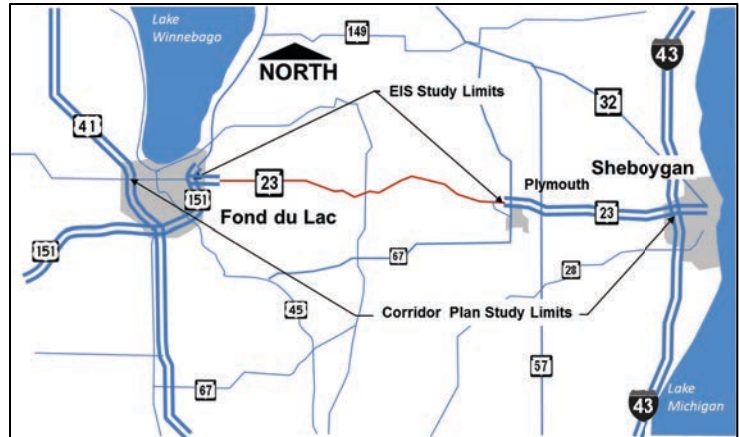 Lake
Winnebago
149
43
NORTH
EIS Study Limits
32
41
Sheboygan
23
Plymouth
151
Fond du Lac
23
151
67
28
Corridor Plan Study Limits
45
57
67
43
Lake
Michigan